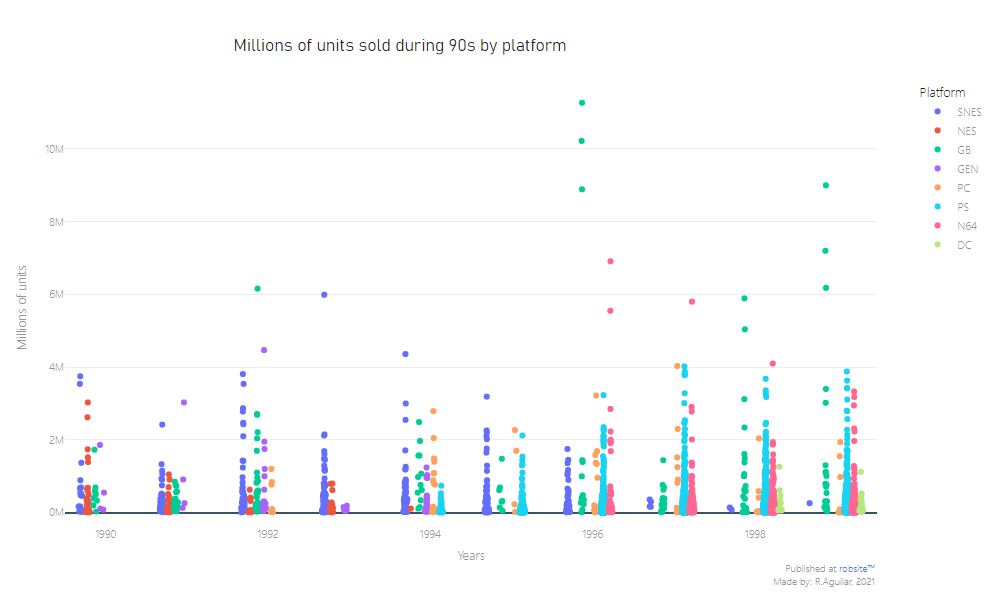 Millions of units sold during 90s by platform
Platform
SNES
NES
GB
GEN
PC
PS
N64
DC
Millions of units
10M
8M
6M
4M
2M
0M
1990
1992
1994
1996
1998
Years
Published at robsite™
Made by: R.Aguilar, 2021